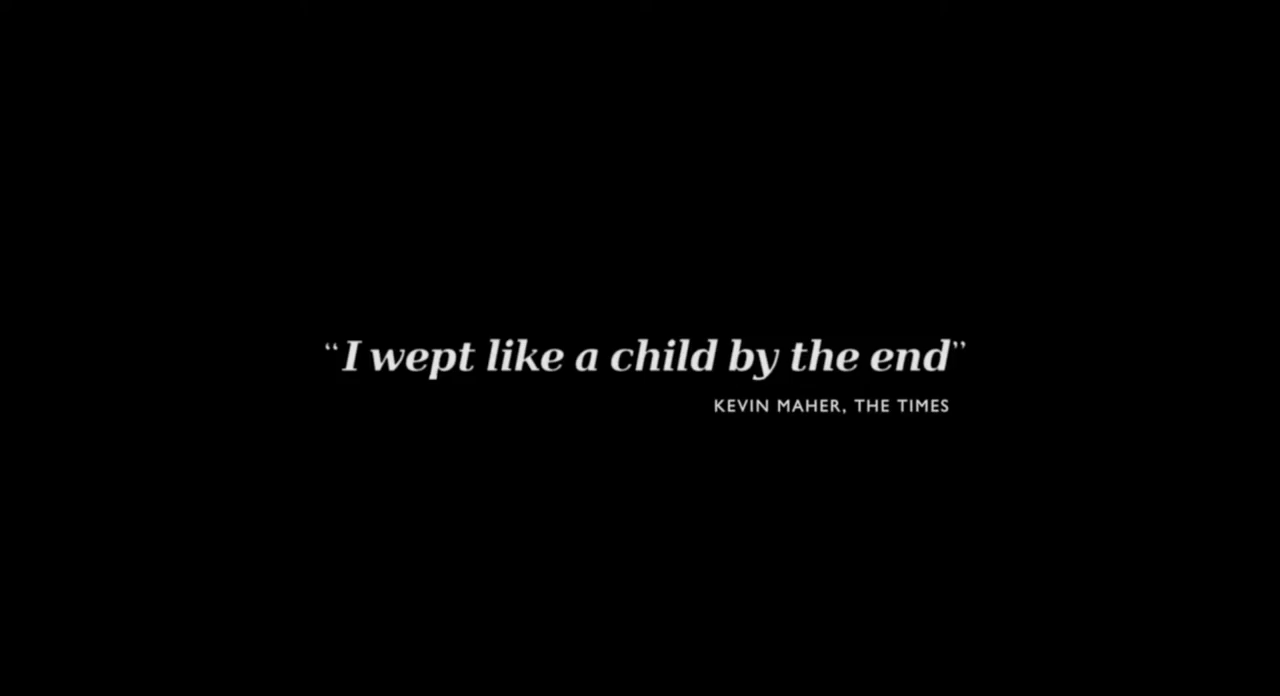 “I wept like a child by the end”
KEVIN MAHER, THE TIMES